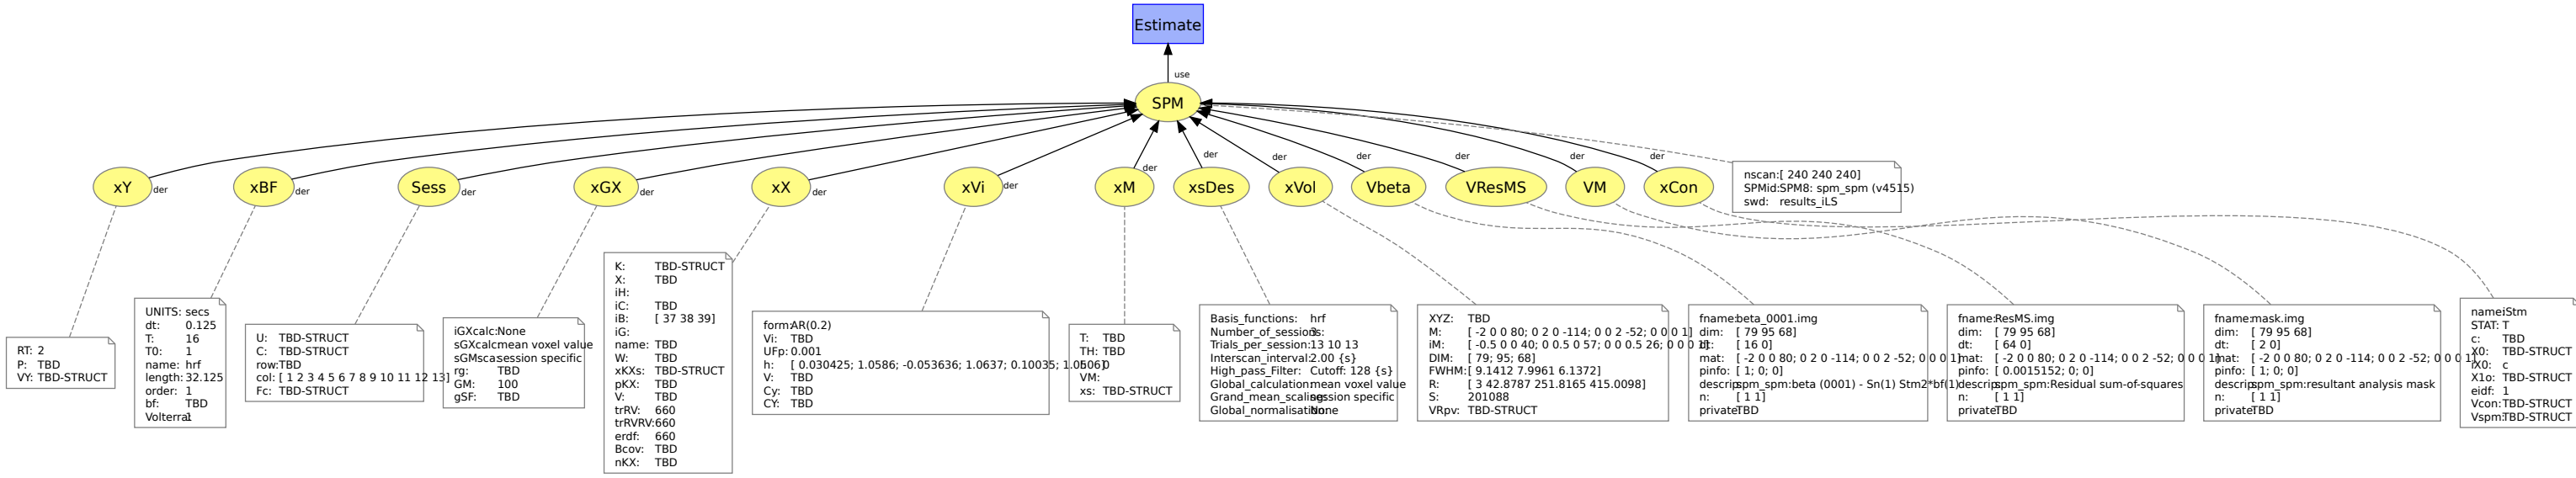 Estimate
use
SPM
xY
der
xBF
der
Sess
der
xGX
der
xX
der
xVi
der
xM
der
xsDes
der
xVol
der
Vbeta
der
VResMS
der
VM
der
xCon
der
nscan: [ 240 240 240]
SPMid: SPM8: spm_spm (v4515)
swd: results_iLS
RT: 2
P: TBD
VY: TBD-STRUCT
UNITS: secs
dt: 0.125
T: 16
T0: 1
name: hrf
length: 32.125
order: 1
bf: TBD
Volterra: 1
U: TBD-STRUCT
C: TBD-STRUCT
row: TBD
col: [ 1 2 3 4 5 6 7 8 9 10 11 12 13]
Fc: TBD-STRUCT
iGXcalc: None
sGXcalc: mean voxel value
sGMsca: session specific
rg: TBD
GM: 100
gSF: TBD
K: TBD-STRUCT
X: TBD
iH:
iC: TBD
iB: [ 37 38 39]
iG:
name: TBD
W: TBD
xKXs: TBD-STRUCT
pKX: TBD
V: TBD
trRV: 660
trRVRV: 660
erdf: 660
Bcov: TBD
nKX: TBD
form: AR(0.2)
Vi: TBD
UFp: 0.001
h: [ 0.030425; 1.0586; -0.053636; 1.0637; 0.10035; 1.0506]
V: TBD
Cy: TBD
CY: TBD
T: TBD
TH: TBD
I: 0
VM:
xs: TBD-STRUCT
Basis_functions: hrf
Number_of_sessions: 3
Trials_per_session: 13 10 13
Interscan_interval: 2.00 {s}
High_pass_Filter: Cutoff: 128 {s}
Global_calculation: mean voxel value
Grand_mean_scaling: session specific
Global_normalisation: None
XYZ: TBD
M: [ -2 0 0 80; 0 2 0 -114; 0 0 2 -52; 0 0 0 1]
iM: [ -0.5 0 0 40; 0 0.5 0 57; 0 0 0.5 26; 0 0 0 1]
DIM: [ 79; 95; 68]
FWHM: [ 9.1412 7.9961 6.1372]
R: [ 3 42.8787 251.8165 415.0098]
S: 201088
VRpv: TBD-STRUCT
fname: beta_0001.img
dim: [ 79 95 68]
dt: [ 16 0]
mat: [ -2 0 0 80; 0 2 0 -114; 0 0 2 -52; 0 0 0 1]
pinfo: [ 1; 0; 0]
descrip: spm_spm:beta (0001) - Sn(1) Stm2*bf(1)
n: [ 1 1]
private: TBD
fname: ResMS.img
dim: [ 79 95 68]
dt: [ 64 0]
mat: [ -2 0 0 80; 0 2 0 -114; 0 0 2 -52; 0 0 0 1]
pinfo: [ 0.0015152; 0; 0]
descrip: spm_spm:Residual sum-of-squares
n: [ 1 1]
private: TBD
fname: mask.img
dim: [ 79 95 68]
dt: [ 2 0]
mat: [ -2 0 0 80; 0 2 0 -114; 0 0 2 -52; 0 0 0 1]
pinfo: [ 1; 0; 0]
descrip: spm_spm:resultant analysis mask
n: [ 1 1]
private: TBD
name: iStm
STAT: T
c: TBD
X0: TBD-STRUCT
iX0: c
X1o: TBD-STRUCT
eidf: 1
Vcon: TBD-STRUCT
Vspm: TBD-STRUCT